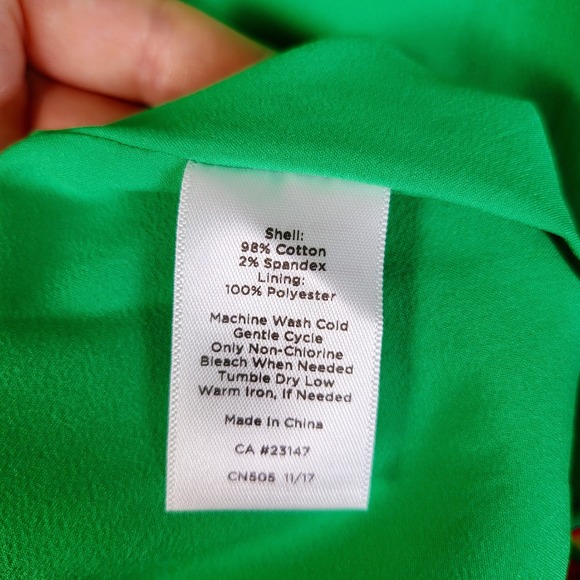 Shell:
98% Cotton
2% Spandex
Lining:
100% Polyester
Machine Wash Cold
Gentle Cycle
Only Non-Chlorine
Bleach When Needed
Tumble Dry Low
Warm Iron, If Needed
Made In China
CA #23147
CN505 11/17